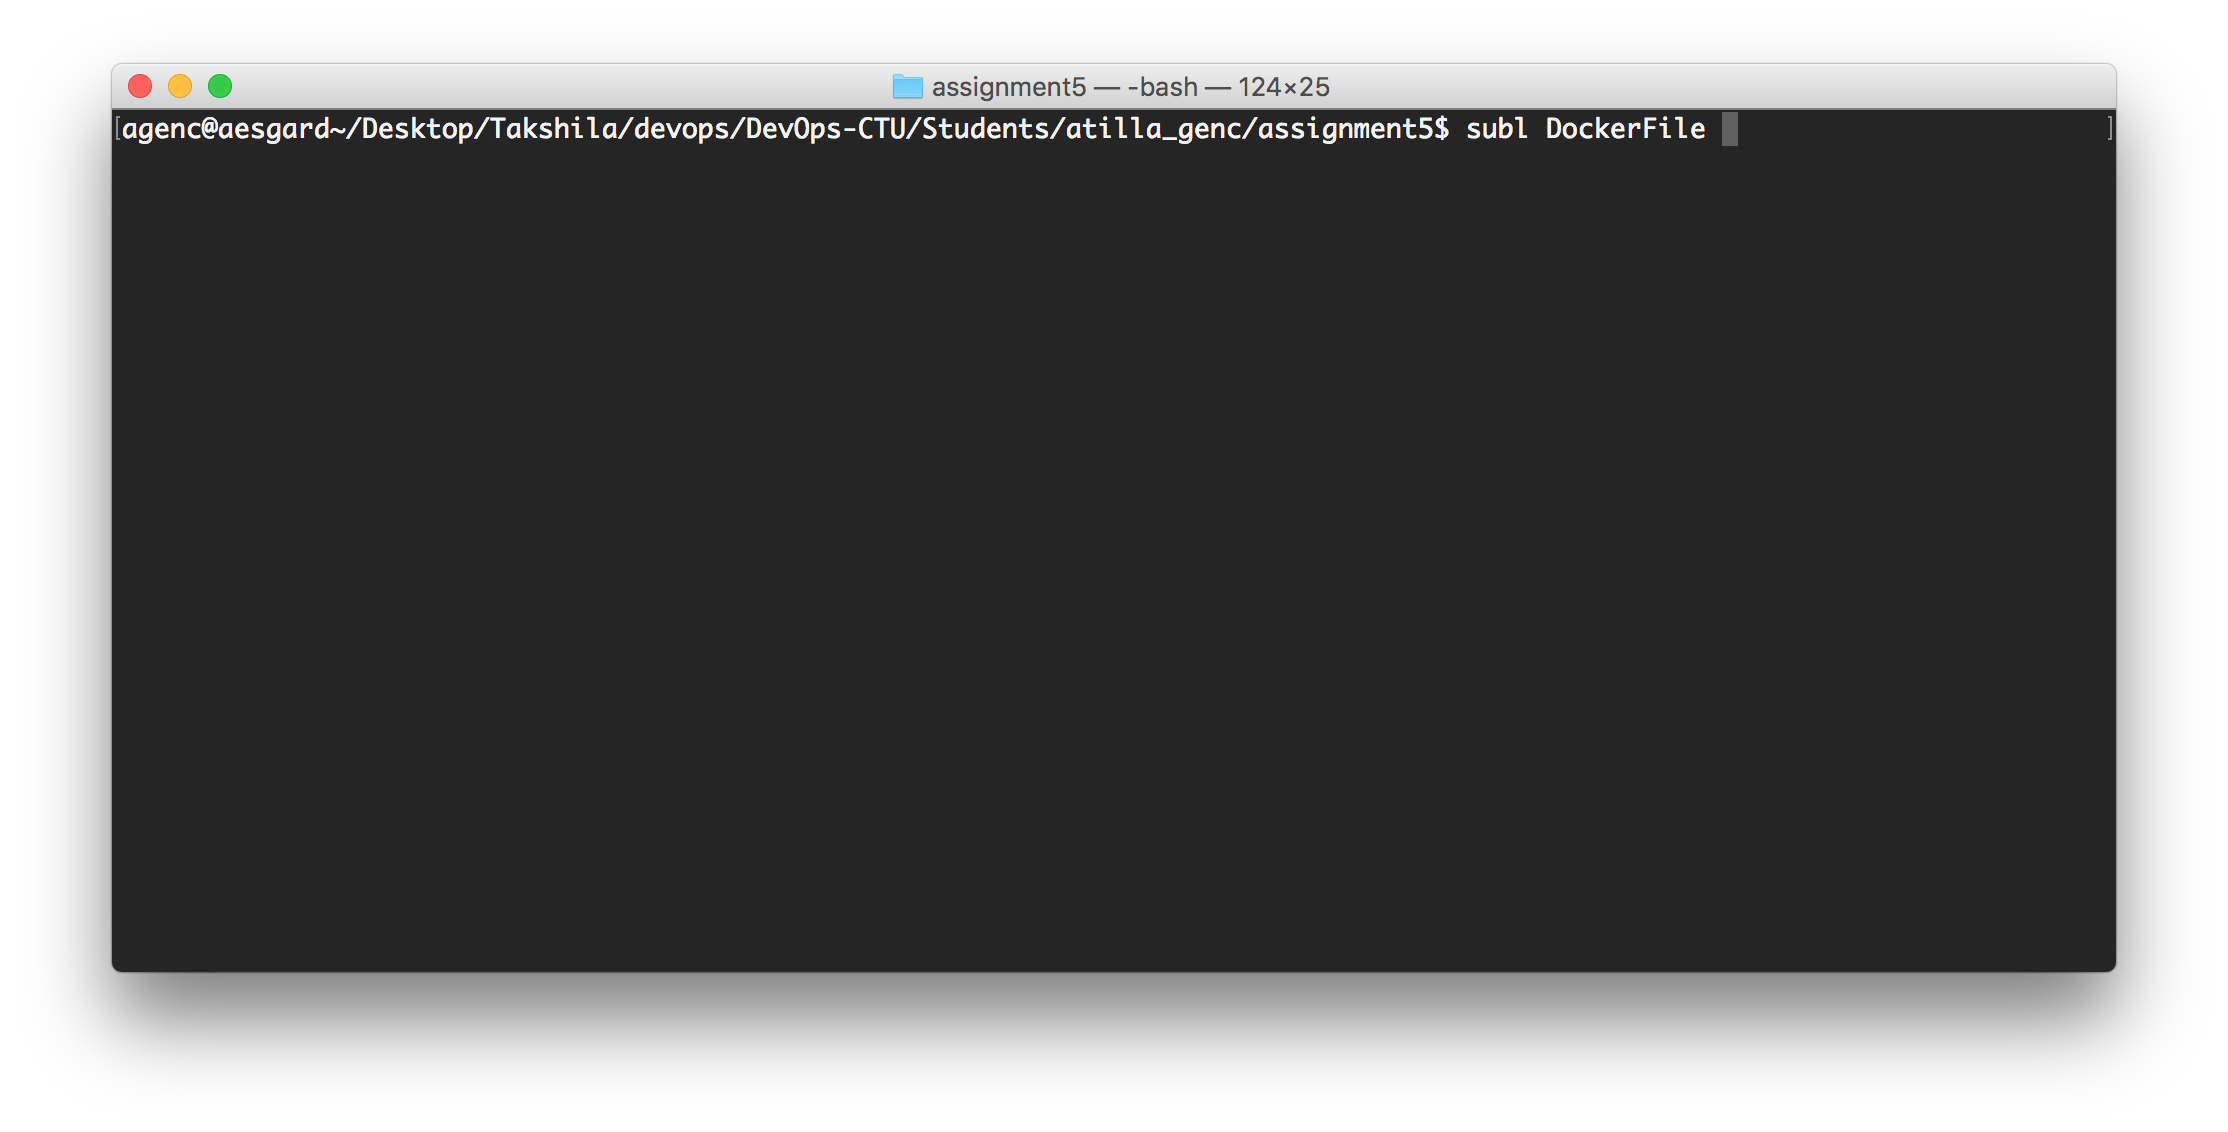 assignment5 — -bash — 124×25
[agenc@aesgard~/Desktop/Takshila/devops/DevOps-CTU/Students/atilla_genc/assignment5$ subl DockerFile ]